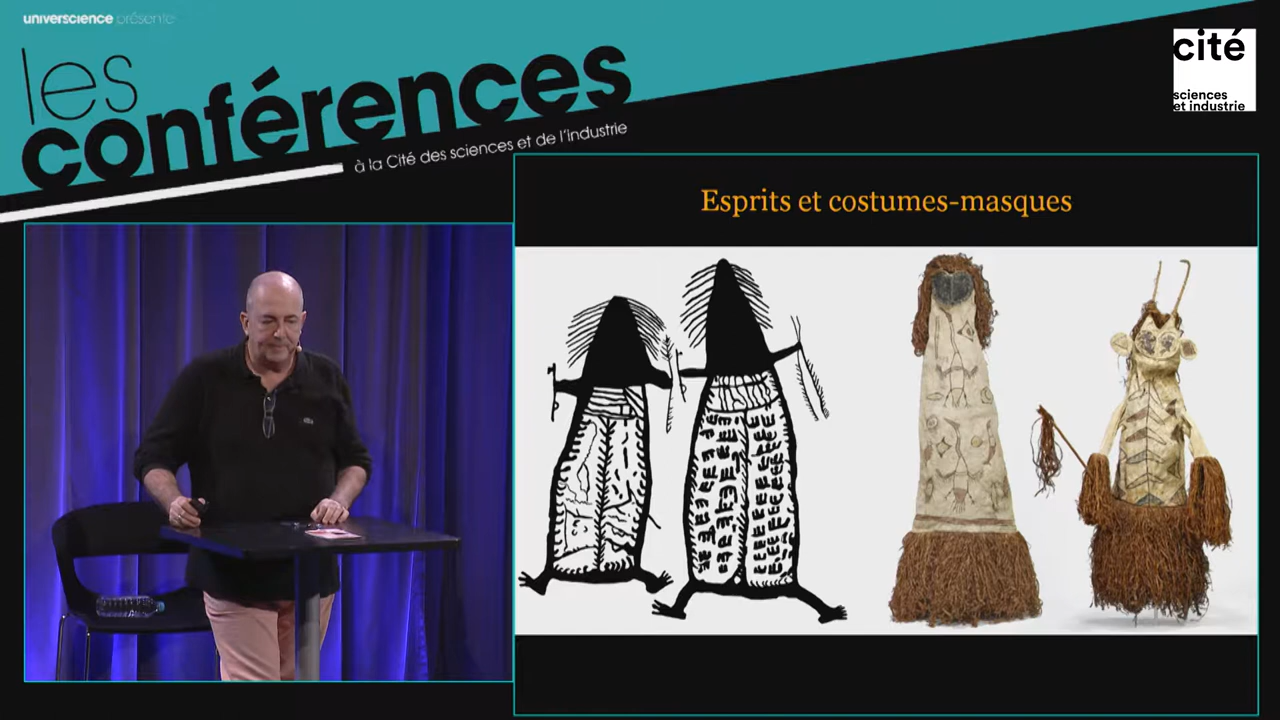 universcience présente
les
conférences
à la Cité des sciences et de l'industrie
cité
sciences
et industrie
Esprits et costumes-masques